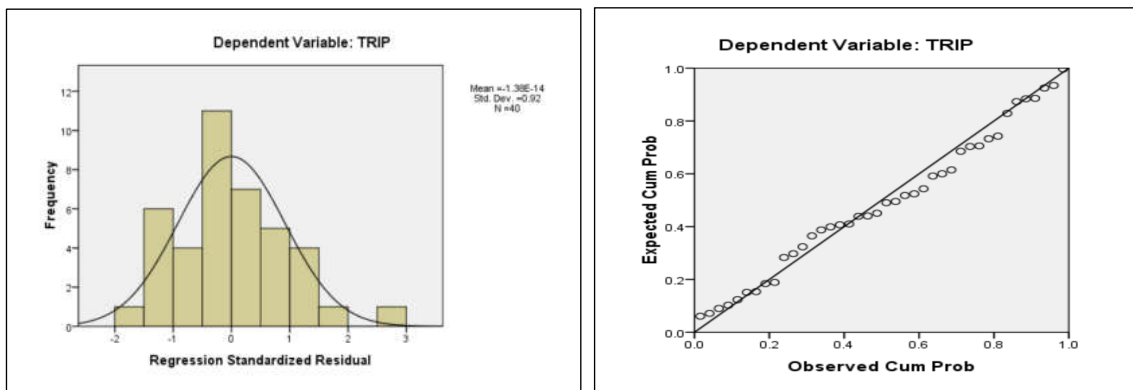 Dependent Variable: TRIP
Mean =-1.38E-14
Std. Dev. =0.92
N =40
12
10
8
6
4
2
0
Frequency
-2 -1 0 1 2 3
Regression Standardized Residual
Dependent Variable: TRIP
1.0
0.8
0.6
0.4
0.2
0.0
Expected Cum Prob
0.0 0.2 0.4 0.6 0.8 1.0
Observed Cum Prob